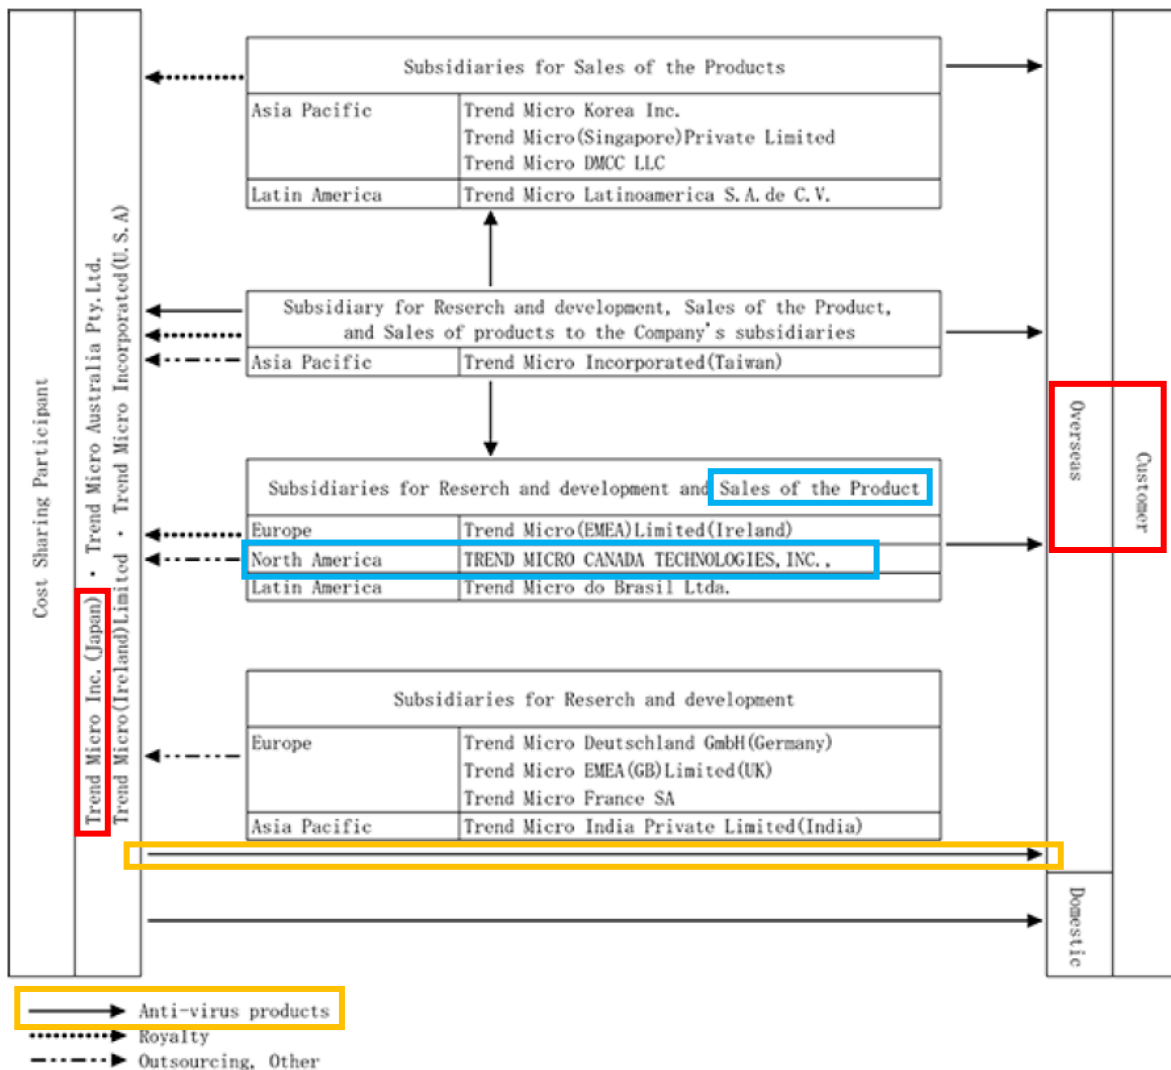 Cost Sharing Participant
Trend Micro Inc.(Japan) ・ Trend Micro Australia Pty.Ltd.
Trend Micro(Ireland)Limited ・ Trend Micro Incorporated(U.S.A)
Subsidiaries for Sales of the Products
Asia Pacific Trend Micro Korea Inc.
Trend Micro(Singapore)Private Limited
Trend Micro DMCC LLC
Latin America Trend Micro Latinoamerica S.A.de C.V.
Subsidiary for Reserch and development, Sales of the Product,
and Sales of products to the Company's subsidiaries
Asia Pacific Trend Micro Incorporated(Taiwan)
Subsidiaries for Reserch and development and Sales of the Product
Europe Trend Micro(EMEA)Limited(Ireland)
North America TREND MICRO CANADA TECHNOLOGIES,INC.,
Latin America Trend Micro do Brasil Ltda.
Subsidiaries for Reserch and development
Europe Trend Micro Deutschland GmbH(Germany)
Trend Micro EMEA(GB)Limited(UK)
Trend Micro France SA
Asia Pacific Trend Micro India Private Limited(India)
Overseas
Domestic
Customer
Anti-virus products
Royalty
Outsourcing, Other